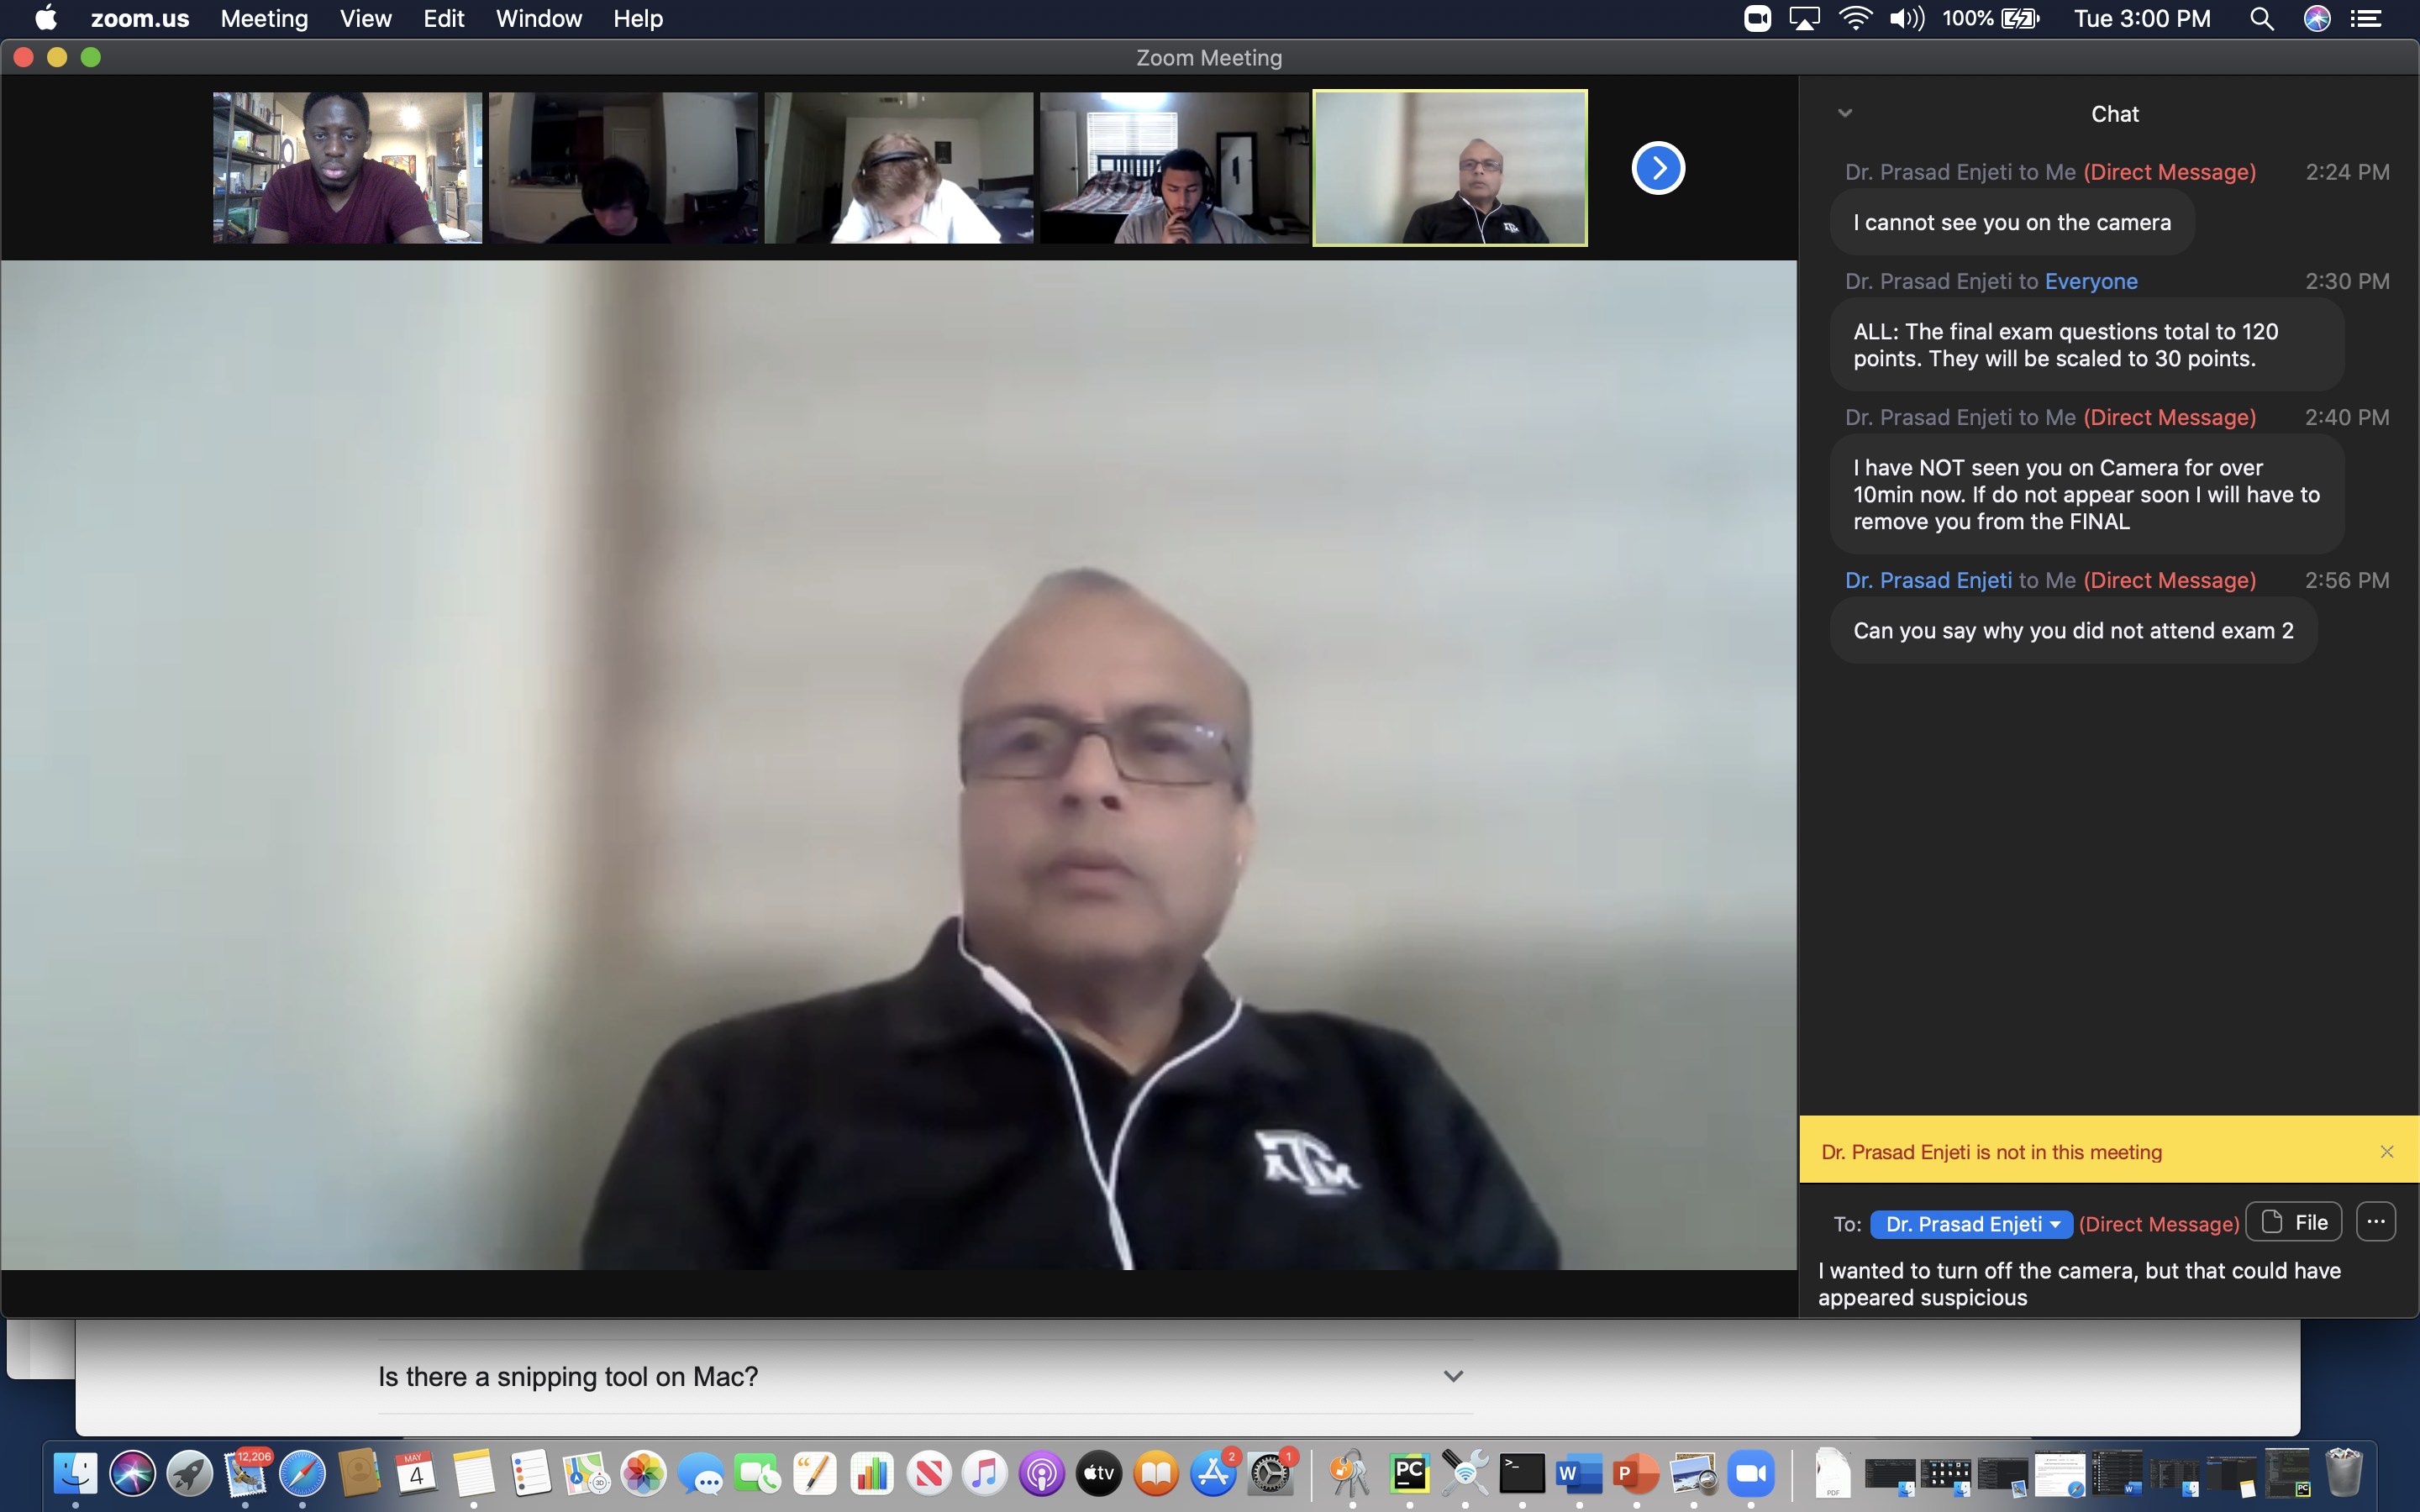 zoom.us Meeting View Edit Window Help 100% Tue 3:00 PM
Zoom Meeting
Chat
Dr. Prasad Enjeti to Me (Direct Message) 2:24 PM
I cannot see you on the camera
Dr. Prasad Enjeti to Everyone 2:30 PM
ALL: The final exam questions total to 120
points. They will be scaled to 30 points.
Dr. Prasad Enjeti to Me (Direct Message) 2:40 PM
I have NOT seen you on Camera for over
10min now. If do not appear soon I will have to
remove you from the FINAL
Dr. Prasad Enjeti to Me (Direct Message) 2:56 PM
Can you say why you did not attend exam 2
ATM
Dr. Prasad Enjeti is not in this meeting
To: Dr. Prasad Enjeti (Direct Message) File
I wanted to turn off the camera, but that could have
appeared suspicious
Is there a snipping tool on Mac?
12,206
MAY
4
tv
2
1
PC
>_
W
P
PDF